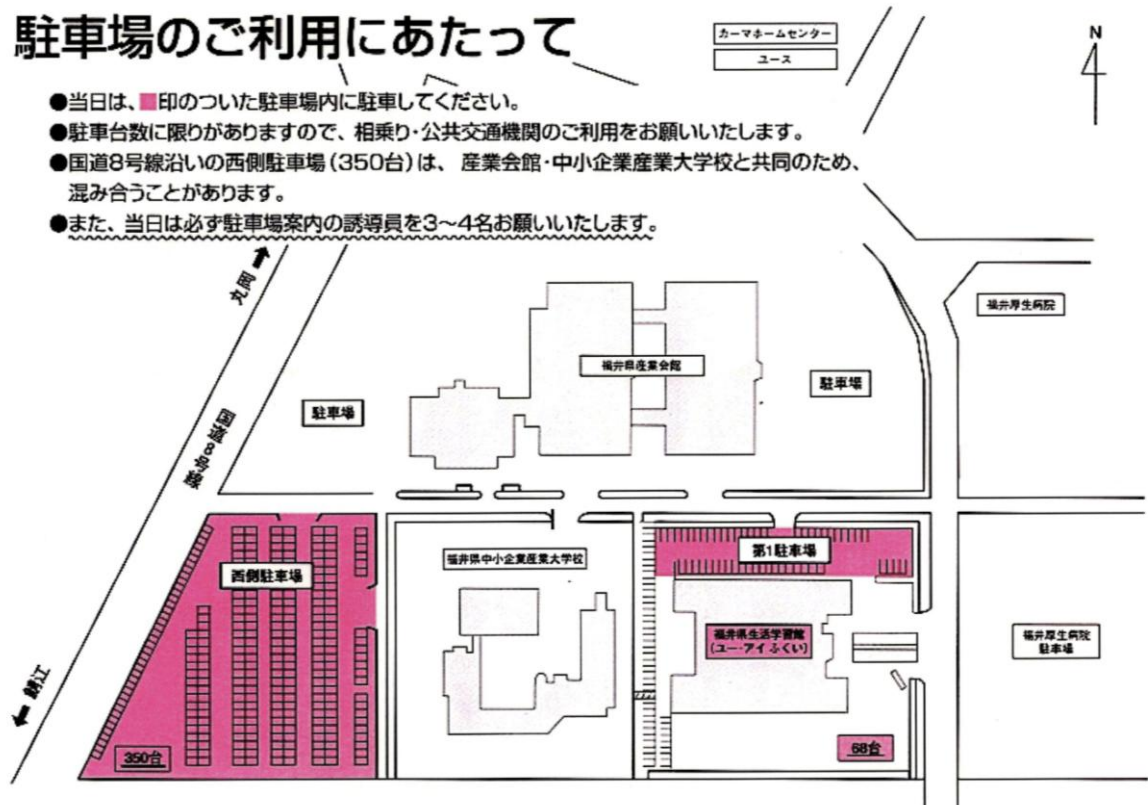 駐車場のご利用にあたって
カーマホームセンター
ユース
N
●当日は、■印のついた駐車場内に駐車してください。
●駐車台数に限りがありますので、相乗り・公共交通機関のご利用をお願いいたします。
●国道8号線沿いの西側駐車場(350台)は、産業会館・中小企業産業大学校と共同のため、
混み合うことがあります。
●また、当日は必ず駐車場案内の誘導員を3〜4名お願いいたします。
丸岡
福井厚生病院
福井県産業会館
駐車場
駐車場
国道8号線
第1駐車場
福井県中小企業産業大学校
西側駐車場
福井県生活学習館
(ユー・アイふくい)
福井厚生病院
駐車場
鯖江
350台
68台